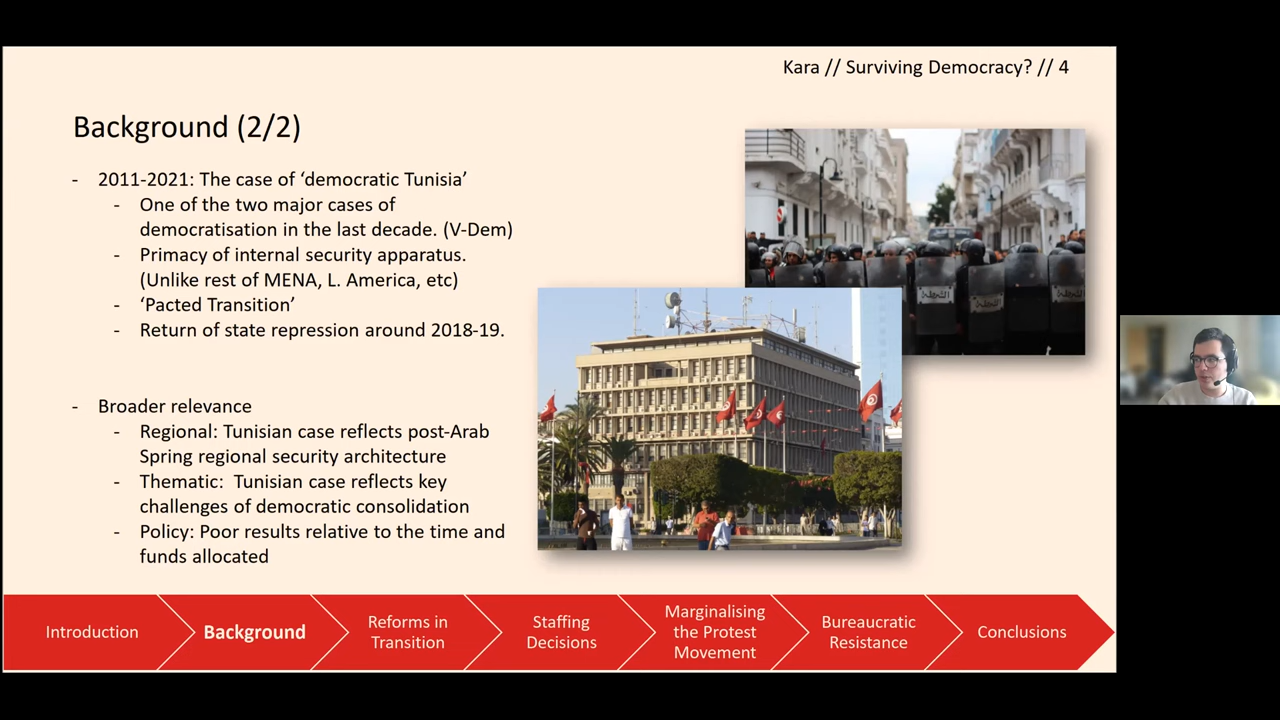 Kara // Surviving Democracy? // 4
Background (2/2)
- 2011-2021: The case of ‘democratic Tunisia’
- One of the two major cases of
democratisation in the last decade. (V-Dem)
- Primacy of internal security apparatus.
(Unlike rest of MENA, L. America, etc)
- ‘Pacted Transition’
- Return of state repression around 2018-19.
- Broader relevance
- Regional: Tunisian case reflects post-Arab
Spring regional security architecture
- Thematic:  Tunisian case reflects key
challenges of democratic consolidation
- Policy: Poor results relative to the time and
funds allocated
Introduction
Background
Reforms in
Transition
Staffing
Decisions
Marginalising
the Protest
Movement
Bureaucratic
Resistance
Conclusions